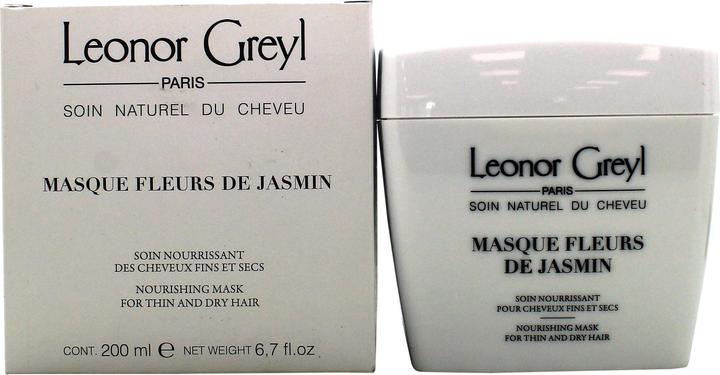 Leonor Greyl
PARIS
SOIN NATUREL DU CHEVEU
MASQUE FLEURS DE JASMIN
SOIN NOURRISSANT
DES CHEVEUX FINS ET SECS
NOURISHING MASK
FOR THIN AND DRY HAIR
CONT. 200 ml ℮ NET WEIGHT 6,7 fl.oz
Leonor Greyl
PARIS
SOIN NATUREL DU CHEVEU
MASQUE FLEURS
DE JASMIN
SOIN NOURRISSANT
POUR CHEVEUX FINS ET SECS
NOURISHING MASK
FOR THIN AND DRY HAIR